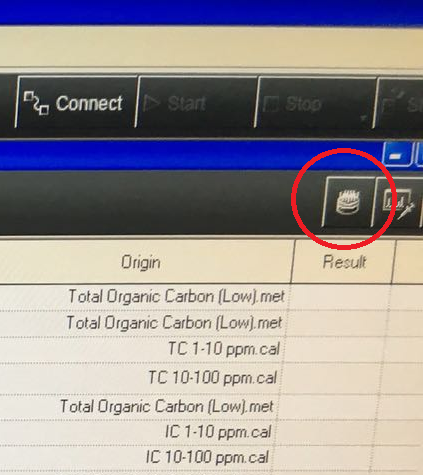 Connect Start Stop
Origin Result
Total Organic Carbon (Low).met
Total Organic Carbon (Low).met
TC 1-10 ppm.cal
TC 10-100 ppm.cal
Total Organic Carbon (Low).met
IC 1-10 ppm.cal
IC 10-100 ppm.cal